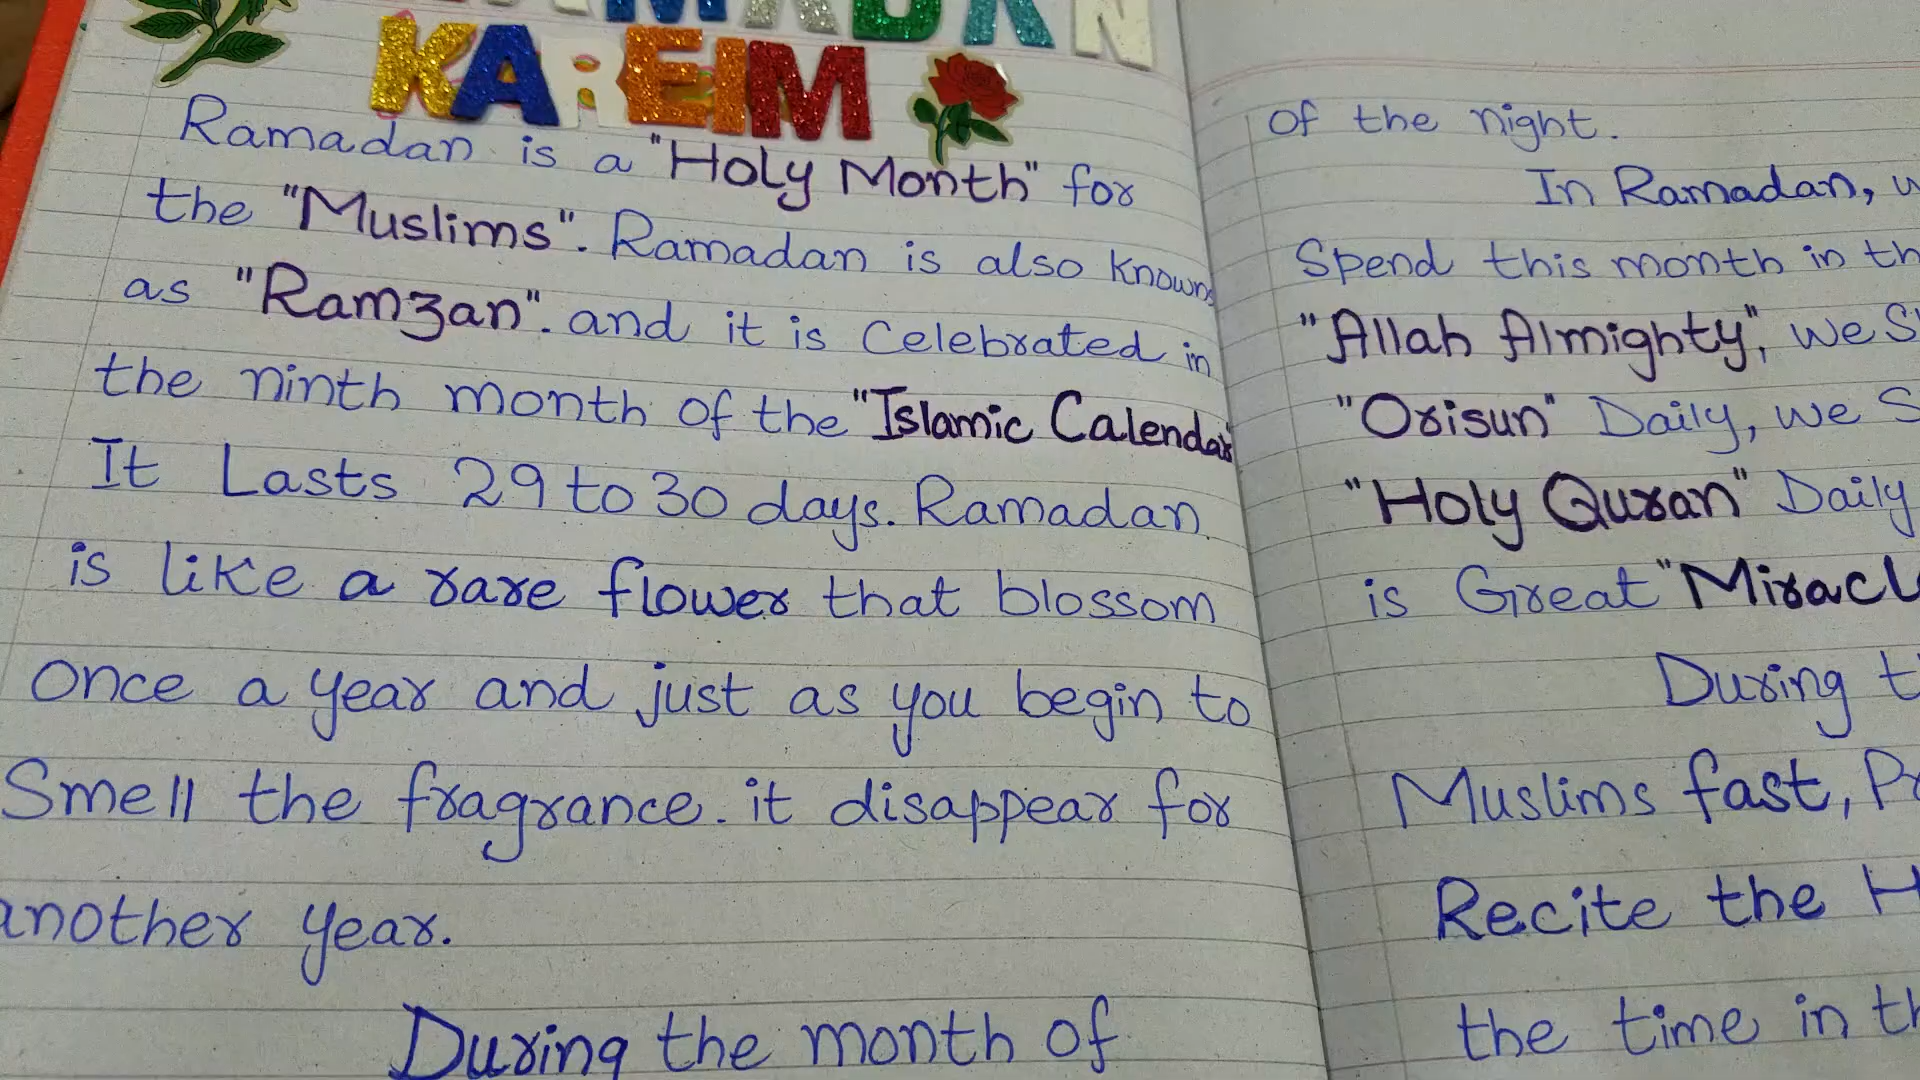 RAMADAN
KAREIM
Ramadan is a "Holy Month" for
the "Muslims". Ramadan is also known
as "Ramzan". and it is Celebrated in
the ninth month of the "Islamic Calendar"
It Lasts 29 to 30 days. Ramadan
is like a rare flower that blossom
once a year and just as you begin to
Smell the fragrance. it disappear for
another year.
During the month of
of the night.
In Ramadan,
Spend this month in
"Allah Almighty", we
"Orisun" Daily, we
"Holy Quran" Daily
is Great
During
Muslims fast,
Recite the
the time in